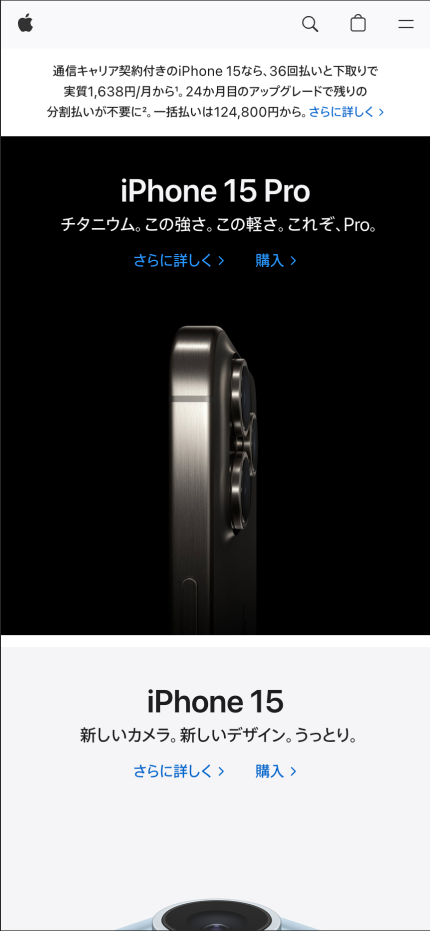 通信キャリア契約付きのiPhone 15なら、36回払いと下取りで
実質1,638円/月から¹。24か月目のアップグレードで残りの
分割払いが不要に²。一括払いは124,800円から。さらに詳しく >
iPhone 15 Pro
チタニウム。この強さ。この軽さ。これぞ、Pro。
さらに詳しく > 購入 >
iPhone 15
新しいカメラ。新しいデザイン。うっとり。
さらに詳しく > 購入 >